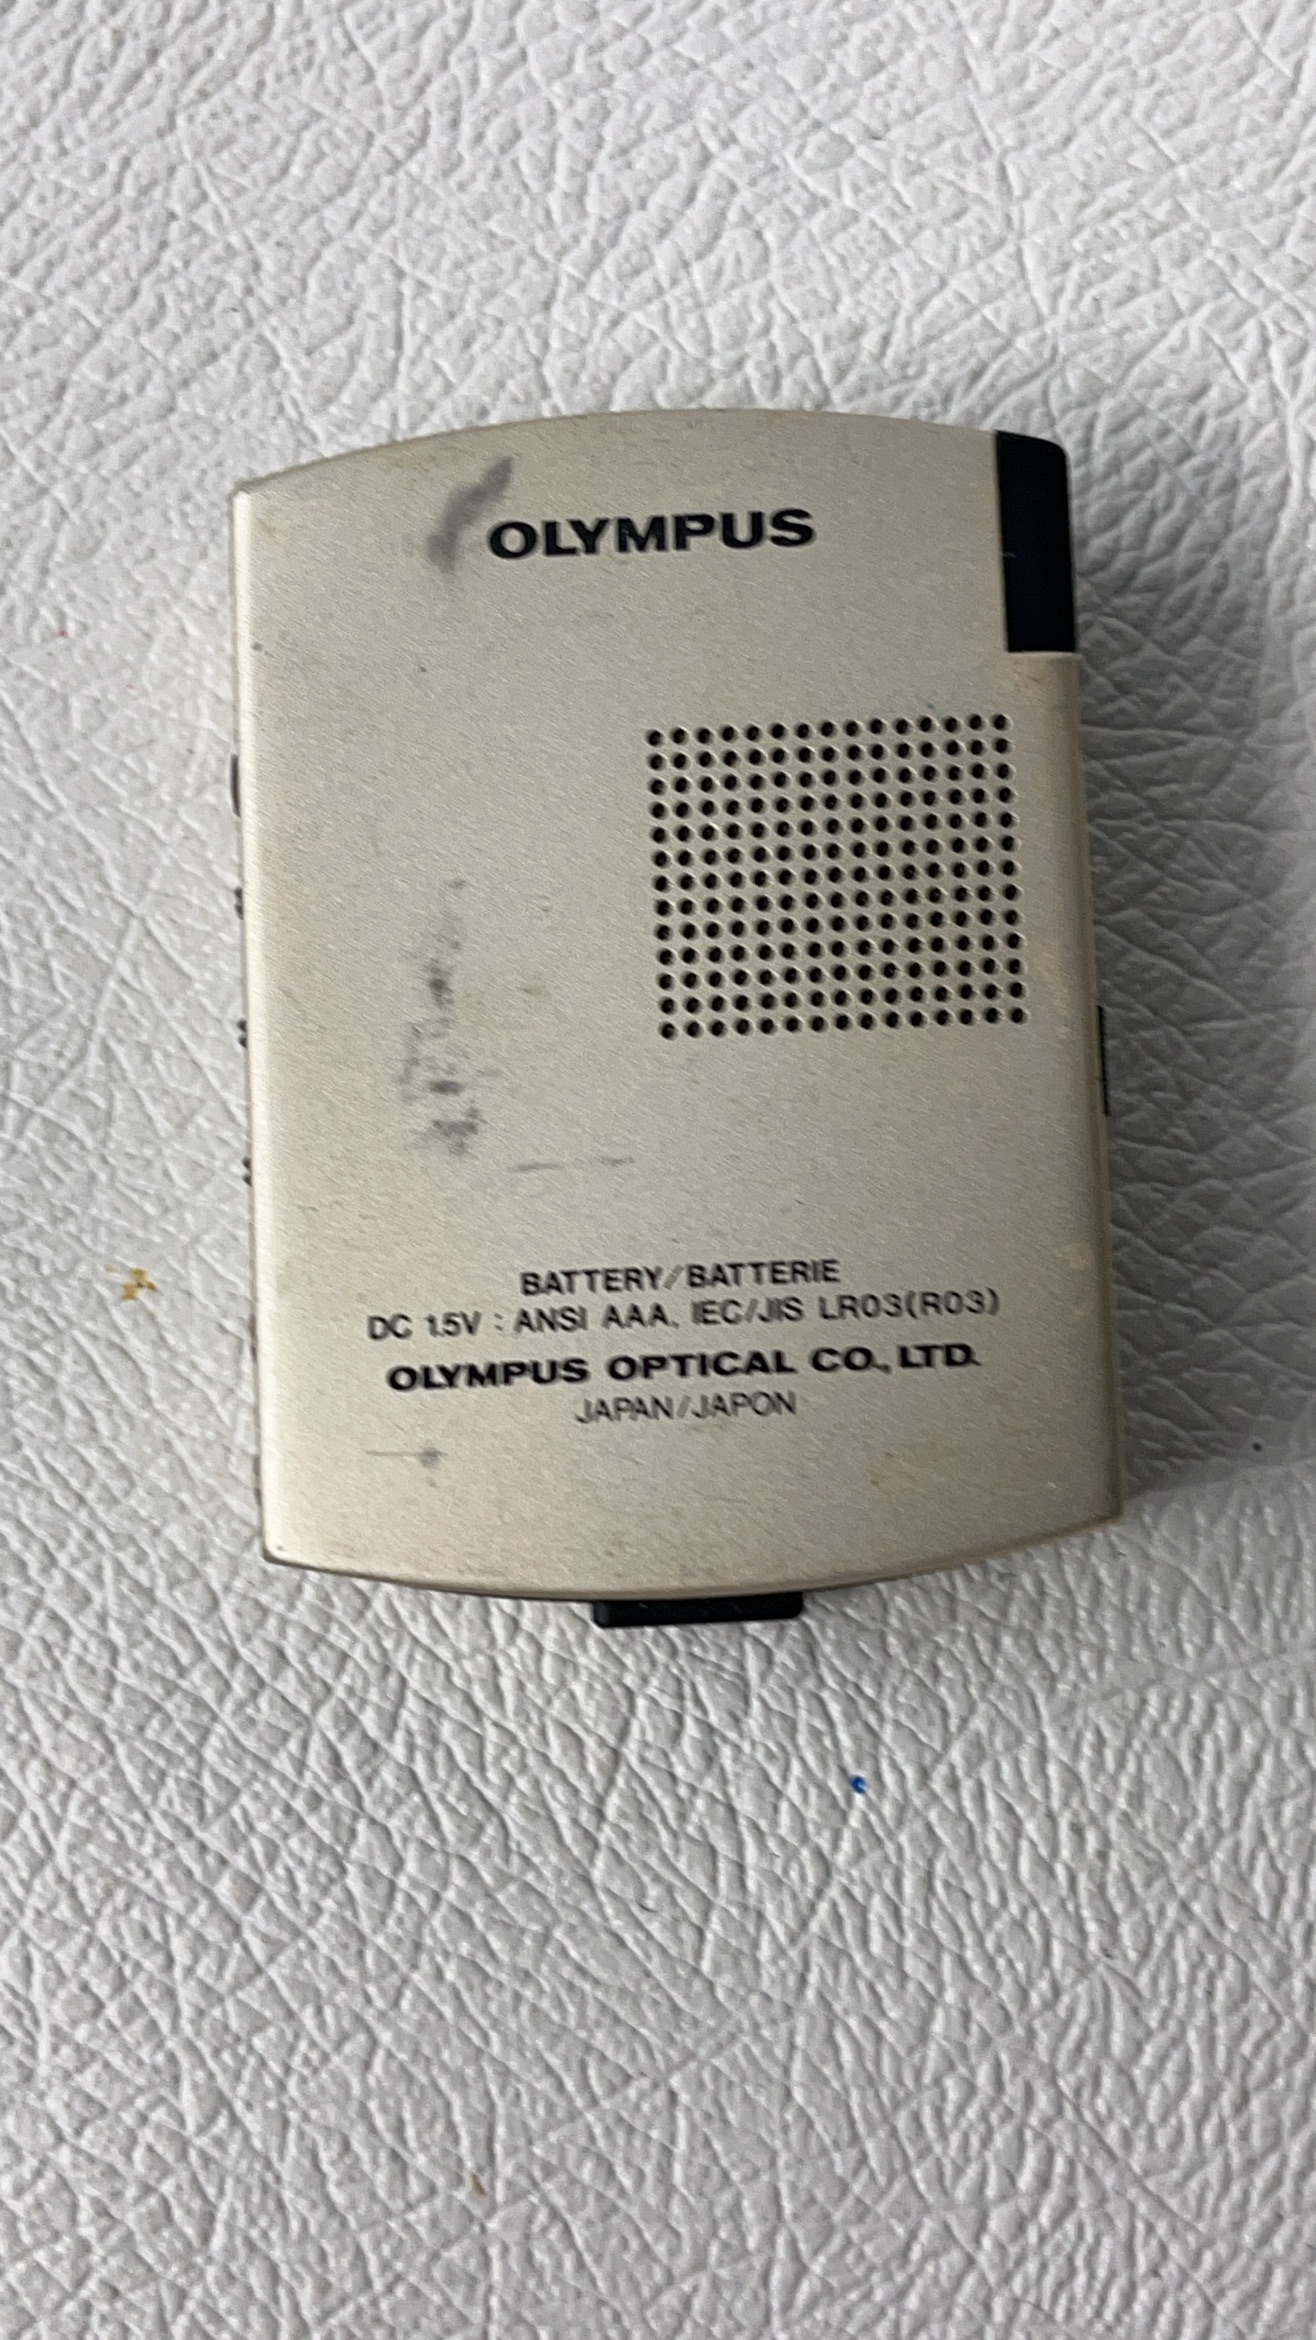 OLYMPUS
BATTERY/BATTERIE
DC 1.5V : ANSI AAA, IEC/JIS LR03(R03)
OLYMPUS OPTICAL CO., LTD.
JAPAN/JAPON